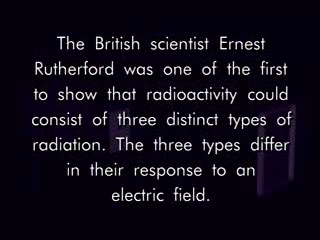 The British scientist Ernest
Rutherford was one of the first
to show that radioactivity could
consist of three distinct types of
radiation. The three types differ
in their response to an
electric field.